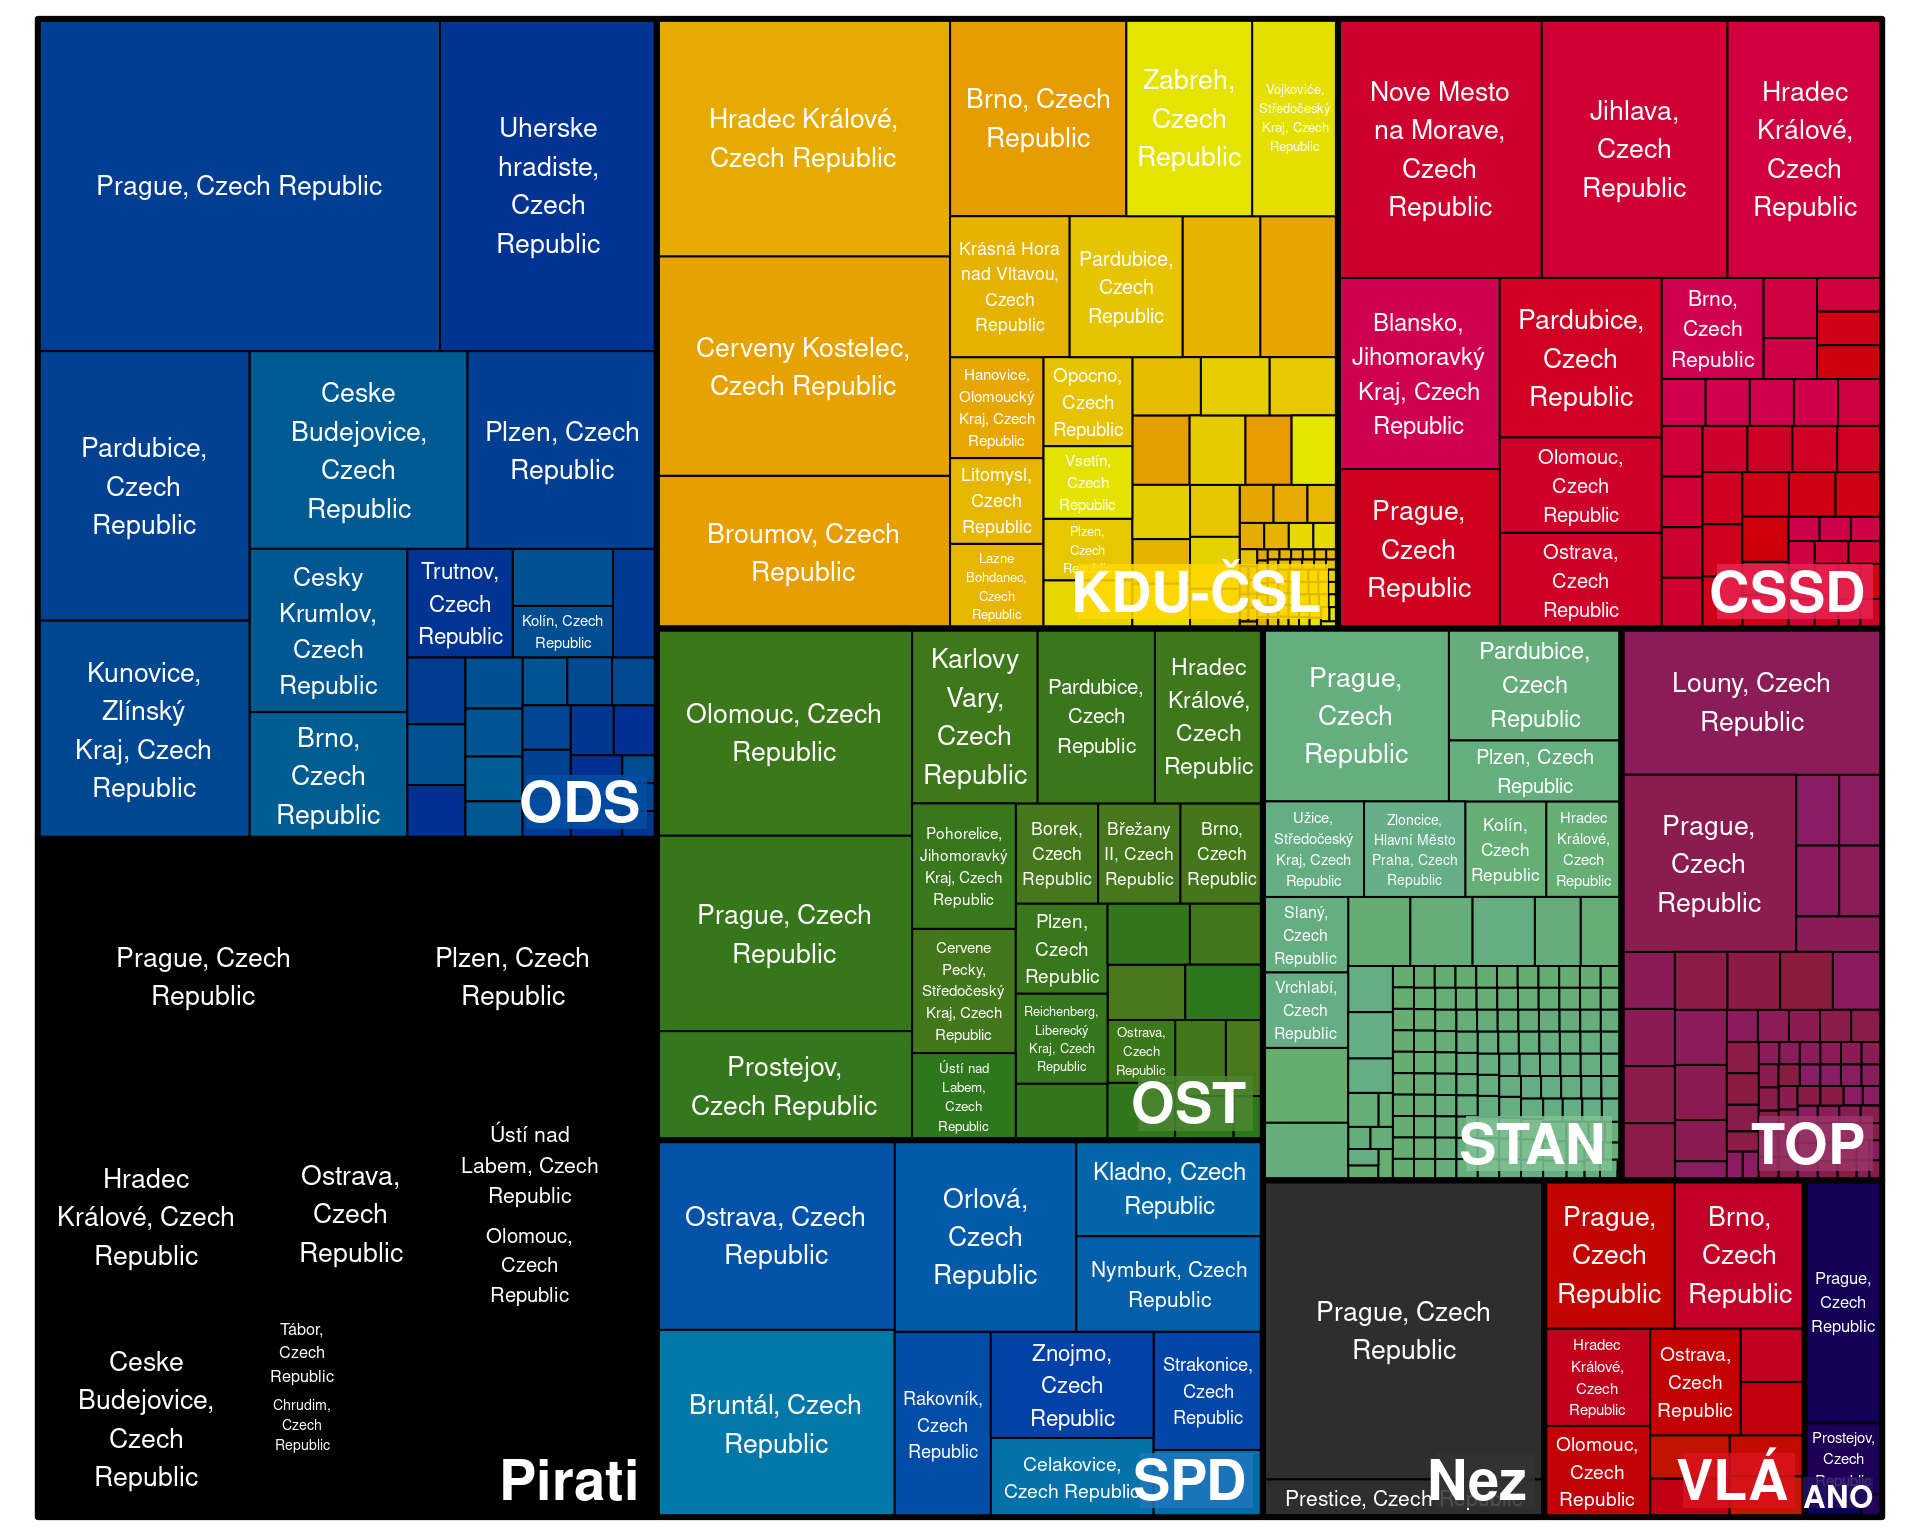 Prague, Czech Republic
Uherske
hradiste,
Czech
Republic
Pardubice,
Czech
Republic
Ceske
Budejovice,
Czech
Republic
Plzen, Czech
Republic
Kunovice,
Zlínský
Kraj, Czech
Republic
Cesky
Krumlov,
Czech
Republic
Brno,
Czech
Republic
Trutnov,
Czech
Republic
Kolín, Czech
Republic
ODS
Hradec Králové,
Czech Republic
Cerveny Kostelec,
Czech Republic
Broumov, Czech
Republic
Brno, Czech
Republic
Zabreh,
Czech
Republic
Vojkoviće,
Středočeský
Kraj, Czech
Republic
Krásná Hora
nad Vltavou,
Czech
Republic
Pardubice,
Czech
Republic
Hanovice,
Olomoucký
Kraj, Czech
Republic
Opocno,
Czech
Republic
Litomysl,
Czech
Republic
Vsetín,
Czech
Republic
Lazne
Bohdanec,
Czech
Republic
Plzen,
Czech
KDU-ČSL
Nove Mesto
na Morave,
Czech
Republic
Jihlava,
Czech
Republic
Hradec
Králové,
Czech
Republic
Blansko,
Jihomoravký
Kraj, Czech
Republic
Pardubice,
Czech
Republic
Brno,
Czech
Republic
Prague,
Czech
Republic
Olomouc,
Czech
Republic
Ostrava,
Czech
Republic
CSSD
Olomouc, Czech
Republic
Prague, Czech
Republic
Prostejov,
Czech Republic
Karlovy
Vary,
Czech
Republic
Pardubice,
Czech
Republic
Hradec
Králové,
Czech
Republic
Pohorelice,
Jihomoravký
Kraj, Czech
Republic
Borek,
Czech
Republic
Břežany
II, Czech
Republic
Brno,
Czech
Republic
Cervene
Pecky,
Středočeský
Kraj, Czech
Republic
Plzen,
Czech
Republic
Reichenberg,
Liberecký
Kraj, Czech
Republic
Ústí nad
Labem,
Czech
Republic
Ostrava,
Czech
Republic
OST
Prague,
Czech
Republic
Pardubice,
Czech
Republic
Plzen, Czech
Republic
Užice,
Středočeský
Kraj, Czech
Republic
Zloncice,
Hlavní Město
Praha, Czech
Republic
Kolín,
Czech
Republic
Hradec
Králové,
Czech
Republic
Slaný,
Czech
Republic
Vrchlabí,
Czech
Republic
STAN
Louny, Czech
Republic
Prague,
Czech
Republic
TOP
Prague, Czech
Republic
Plzen, Czech
Republic
Hradec
Králové, Czech
Republic
Ostrava,
Czech
Republic
Ústí nad
Labem, Czech
Republic
Olomouc,
Czech
Republic
Ceske
Budejovice,
Czech
Republic
Tábor,
Czech
Republic
Chrudim,
Czech
Republic
Pirati
Ostrava, Czech
Republic
Bruntál, Czech
Republic
Orlová,
Czech
Republic
Kladno, Czech
Republic
Nymburk, Czech
Republic
Rakovník,
Czech
Republic
Znojmo,
Czech
Republic
Strakonice,
Czech
Republic
Celakovice,
Czech Republic
SPD
Prague, Czech
Republic
Prestice, Czech Republic
Nez
Prague,
Czech
Republic
Brno,
Czech
Republic
Hradec
Králové,
Czech
Republic
Ostrava,
Czech
Republic
Olomouc,
Czech
Republic
VLÁ
Prague,
Czech
Republic
Prostejov,
Czech
Republic
ANO